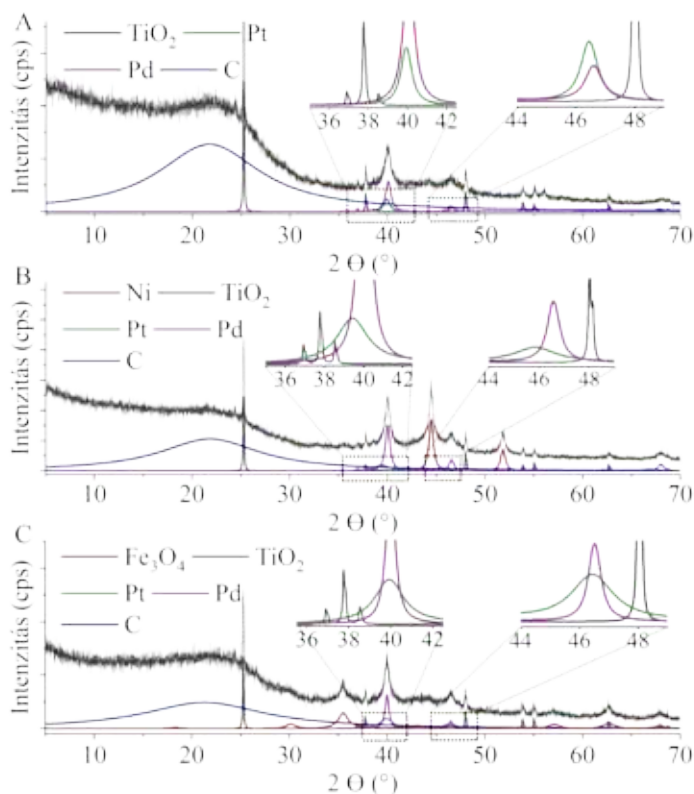 A
TiO₂ Pt
Pd C
36 38 40 42
44 46 48
Intenzitás (cps)
10 20 30 40 50 60 70
2 Θ (°)
B
Ni TiO₂
Pt Pd
C
36 38 40 42
44 46 48
Intenzitás (cps)
10 20 30 40 50 60 70
2 Θ (°)
C
Fe₃O₄ TiO₂
Pt Pd
C
36 38 40 42
44 46 48
Intenzitás (cps)
10 20 30 40 50 60 70
2 Θ (°)